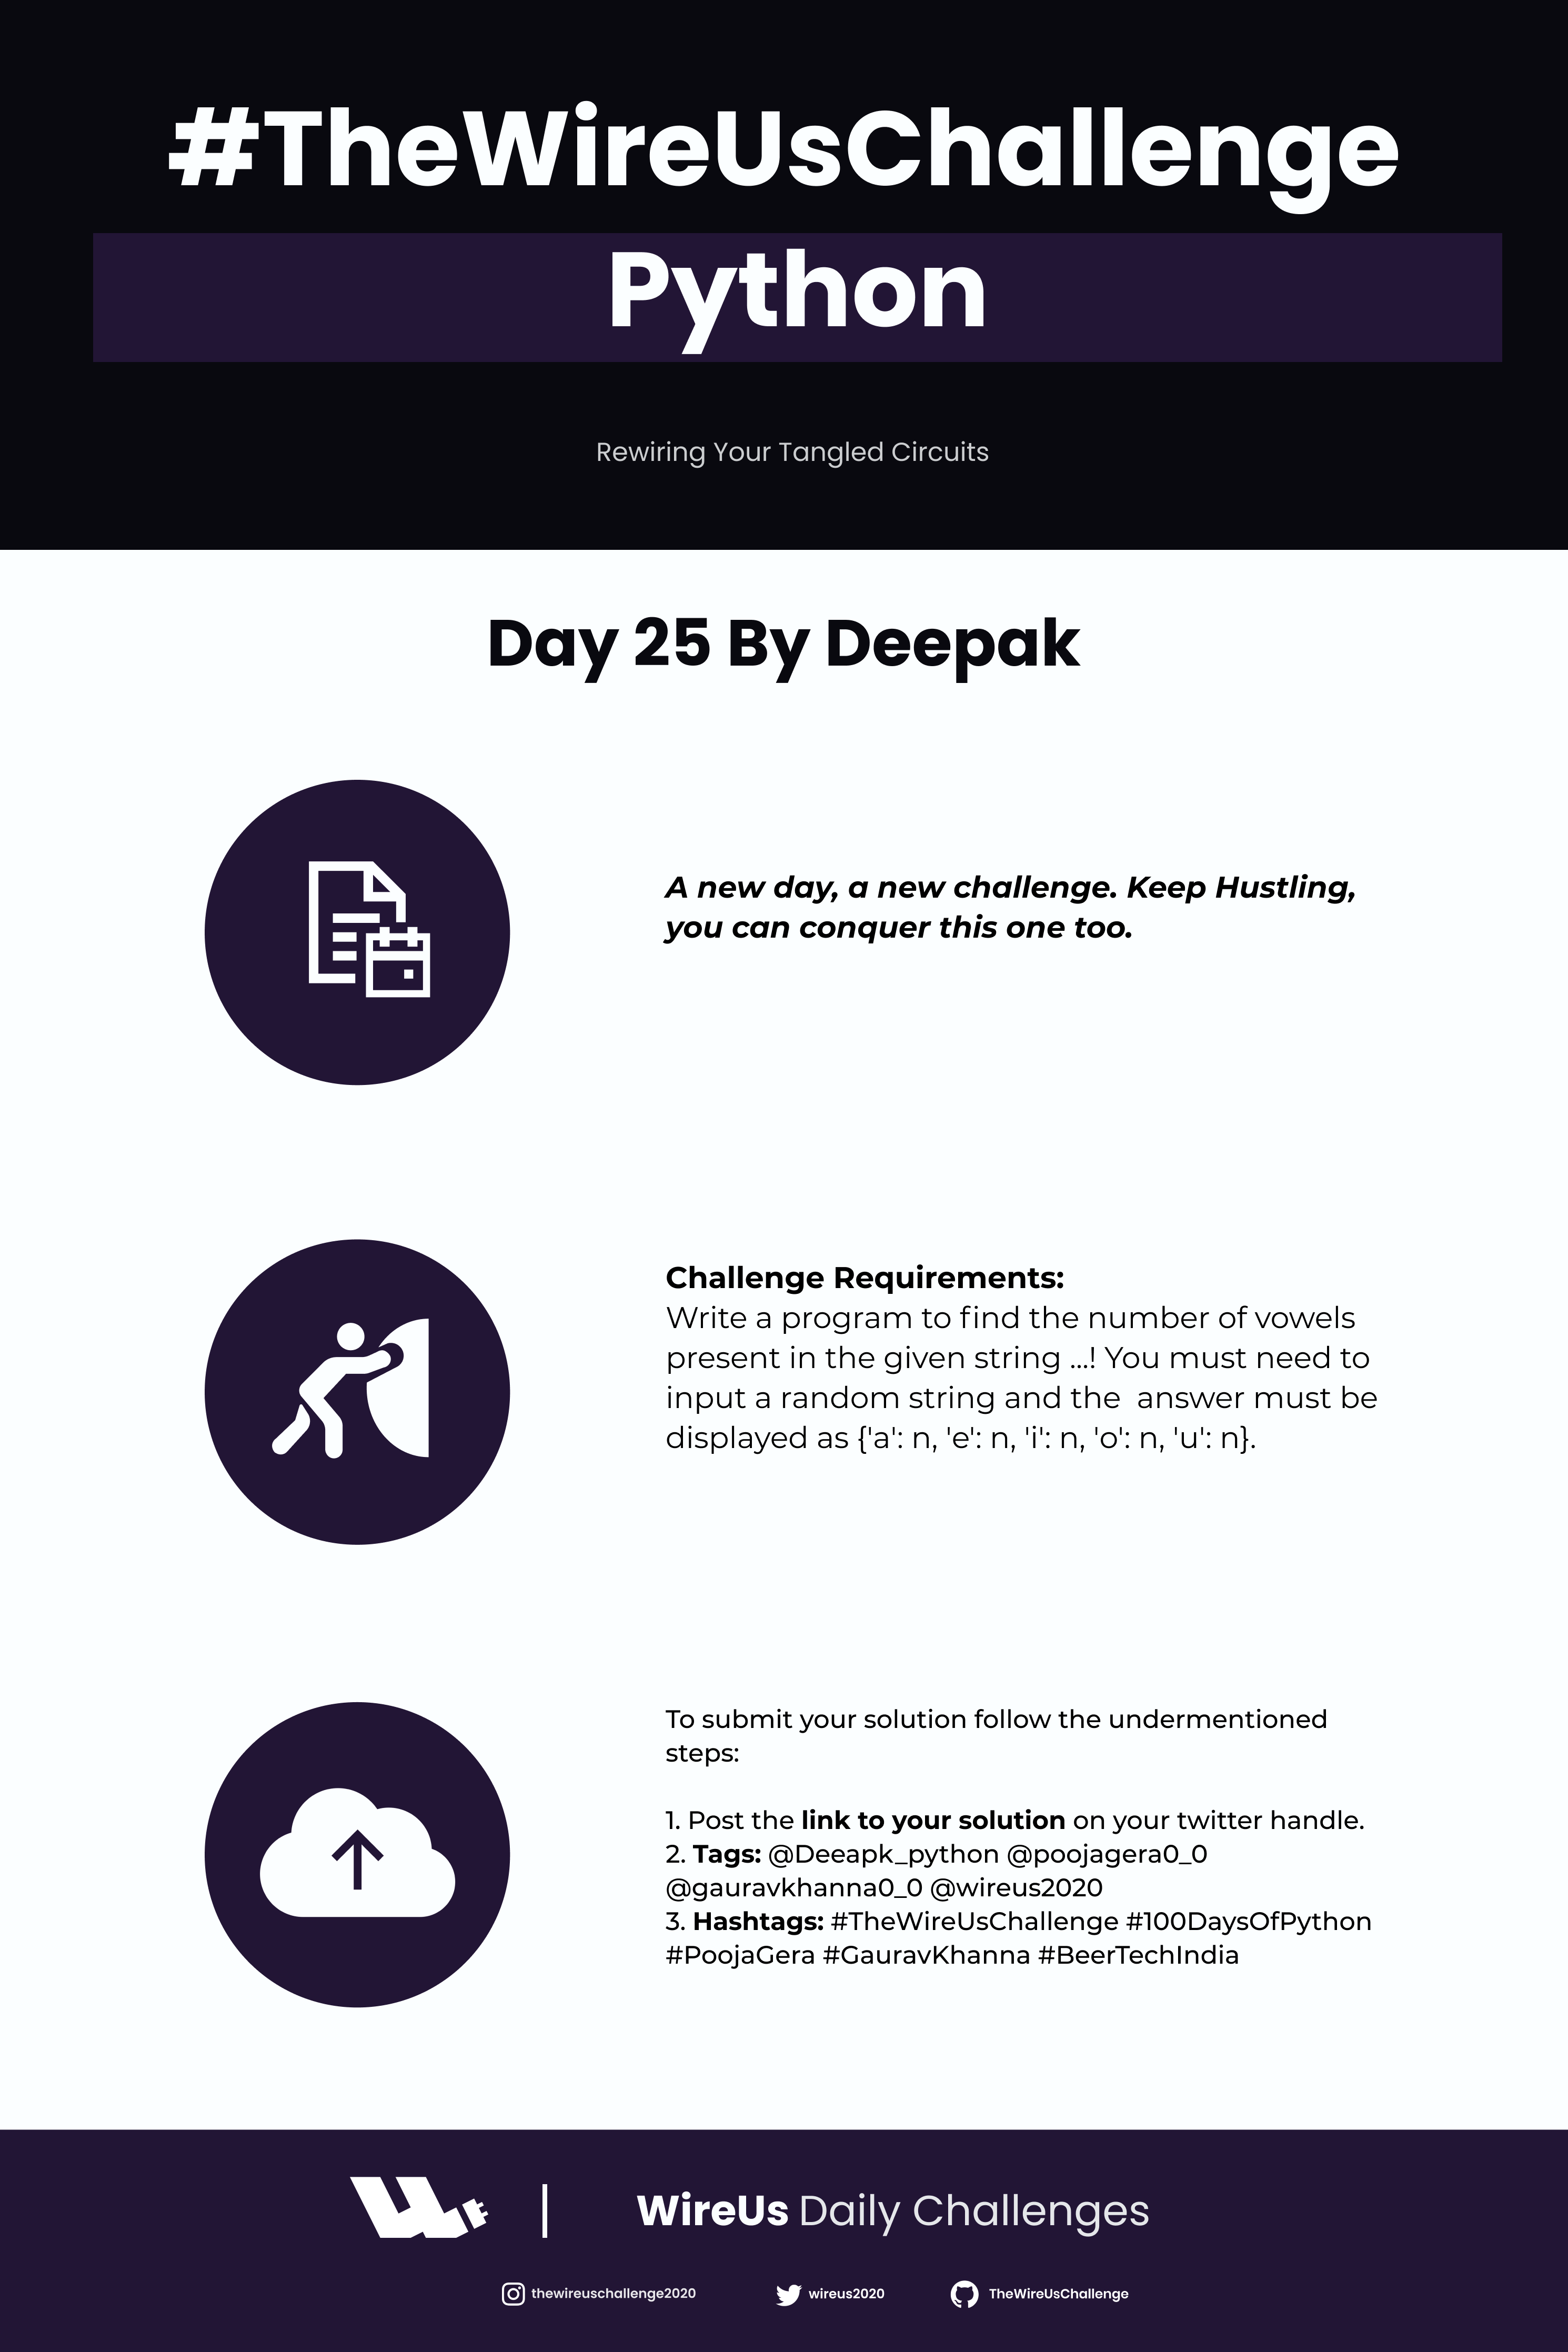 #TheWireUsChallenge
Python
Rewiring Your Tangled Circuits
Day 25 By Deepak
A new day, a new challenge. Keep Hustling,
you can conquer this one too.
Challenge Requirements:
Write a program to find the number of vowels
present in the given string ...! You must need to
input a random string and the  answer must be
displayed as {'a': n, 'e': n, 'i': n, 'o': n, 'u': n}.
To submit your solution follow the undermentioned
steps:
1. Post the link to your solution on your twitter handle.
2. Tags: @Deeapk_python @poojagera0_0
@gauravkhanna0_0 @wireus2020
3. Hashtags: #TheWireUsChallenge #100DaysOfPython
#PoojaGera #GauravKhanna #BeerTechIndia
WireUs Daily Challenges
thewireuschallenge2020 wireus2020 TheWireUsChallenge